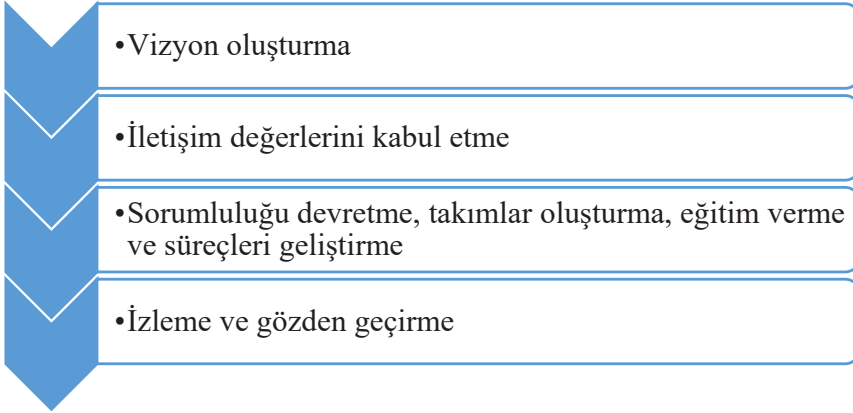 •Vizyon oluşturma
•İletişim değerlerini kabul etme
•Sorumluluğu devretme, takımlar oluşturma, eğitim verme
ve süreçleri geliştirme
•İzleme ve gözden geçirme